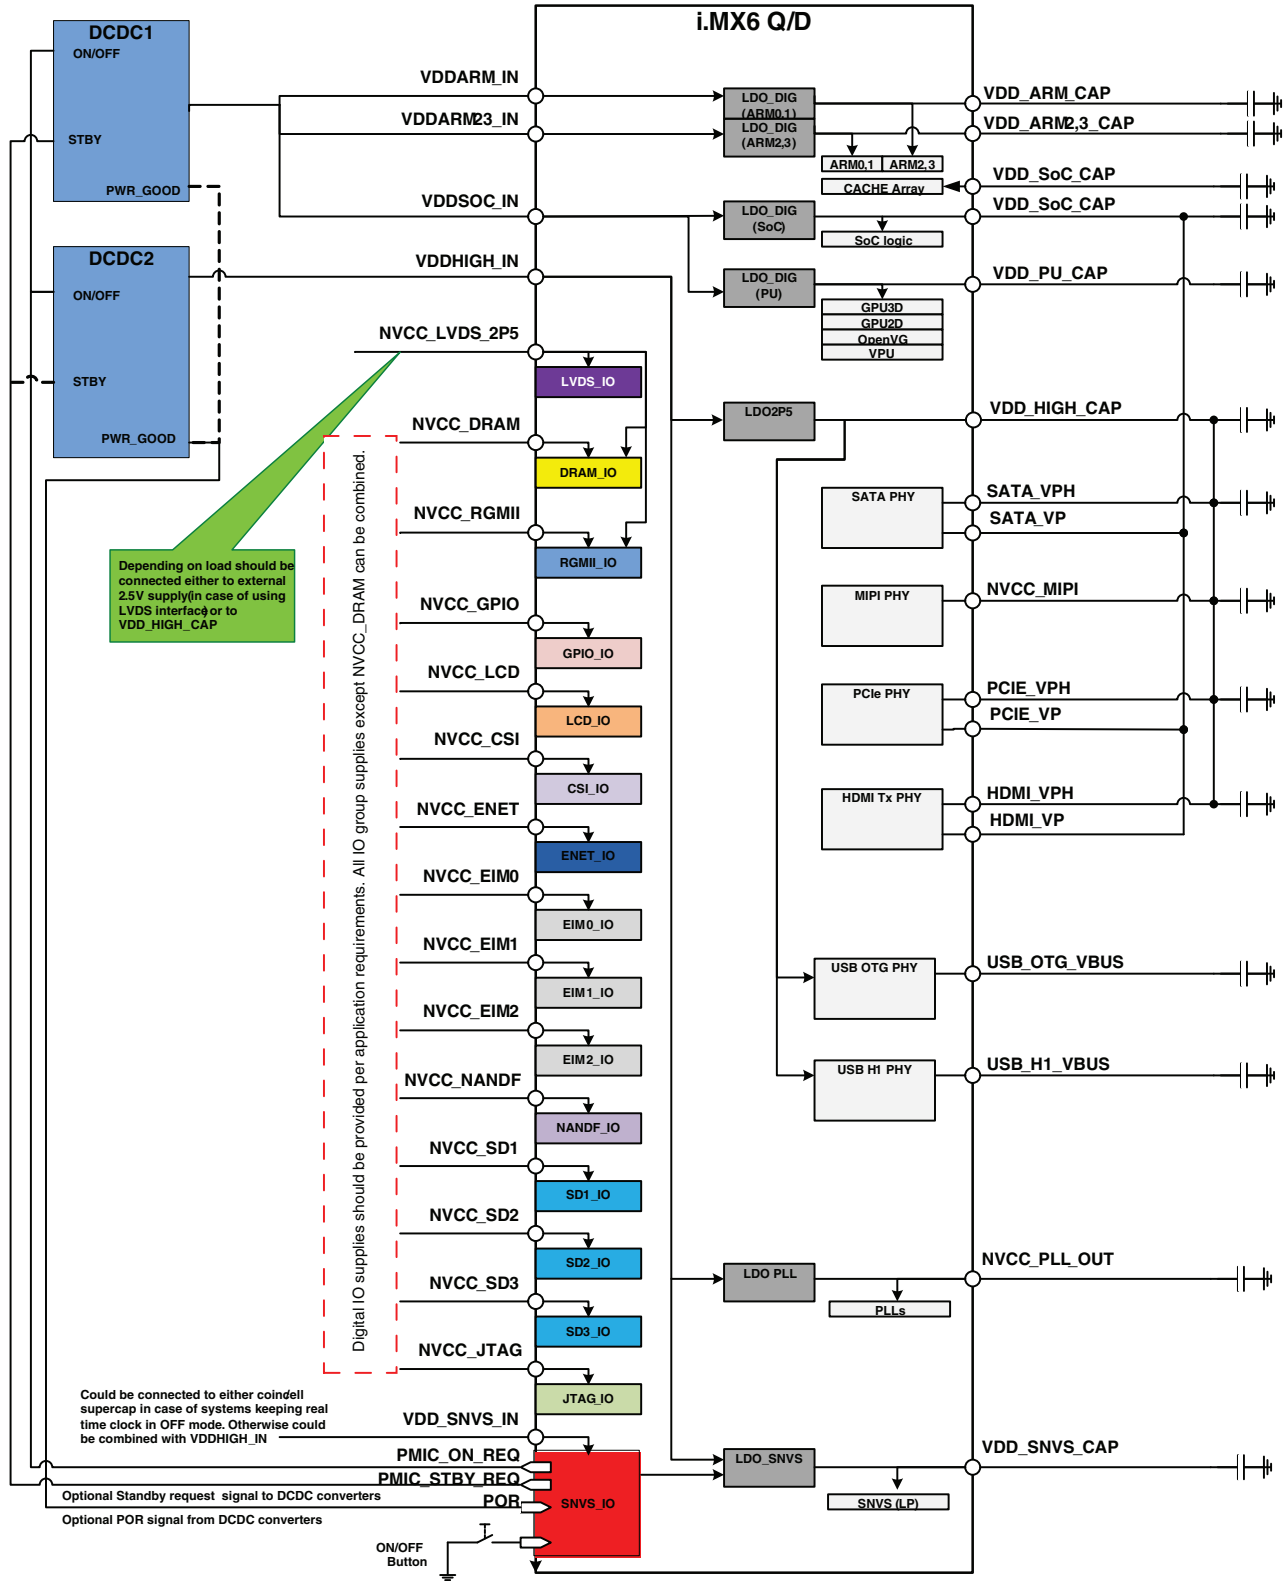 i.MX6 Q/D
DCDC1
ON/OFF
STBY
PWR_GOOD
DCDC2
ON/OFF
STBY
PWR_GOOD
VDDARM_IN
VDDARM23_IN
VDDSOC_IN
VDDHIGH_IN
NVCC_LVDS_2P5
LVDS_IO
NVCC_DRAM
DRAM_IO
NVCC_RGMII
RGMII_IO
NVCC_GPIO
GPIO_IO
NVCC_LCD
LCD_IO
NVCC_CSI
CSI_IO
NVCC_ENET
ENET_IO
NVCC_EIM0
EIM0_IO
NVCC_EIM1
EIM1_IO
NVCC_EIM2
EIM2_IO
NVCC_NANDF
NANDF_IO
NVCC_SD1
SD1_IO
NVCC_SD2
SD2_IO
NVCC_SD3
SD3_IO
NVCC_JTAG
JTAG_IO
VDD_SNVS_IN
PMIC_ON_REQ
PMIC_STBY_REQ
POR
SNVS_IO
Depending on load should be
connected either to external
2.5V supply(in case of using
LVDS interface) or to
VDD_HIGH_CAP
Digital IO supplies should be provided per application requirements. All IO group supplies except NVCC_DRAM can be combined.
Could be connected to either coincell
supercap in case of systems keeping real
time clock in OFF mode. Otherwise could
be combined with VDDHIGH_IN
Optional Standby request signal to DCDC converters
Optional POR signal from DCDC converters
ON/OFF
Button
LDO_DIG
(ARM0,1)
LDO_DIG
(ARM2,3)
ARM0,1
ARM2,3
CACHE Array
LDO_DIG
(SoC)
SoC logic
LDO_DIG
(PU)
GPU3D
GPU2D
OpenVG
VPU
LDO2P5
SATA PHY
MIPI PHY
PCIe PHY
HDMI Tx PHY
USB OTG PHY
USB H1 PHY
LDO PLL
PLLs
LDO_SNVS
SNVS (LP)
VDD_ARM_CAP
VDD_ARM2,3_CAP
VDD_SoC_CAP
VDD_SoC_CAP
VDD_PU_CAP
VDD_HIGH_CAP
SATA_VPH
SATA_VP
NVCC_MIPI
PCIE_VPH
PCIE_VP
HDMI_VPH
HDMI_VP
USB_OTG_VBUS
USB_H1_VBUS
NVCC_PLL_OUT
VDD_SNVS_CAP